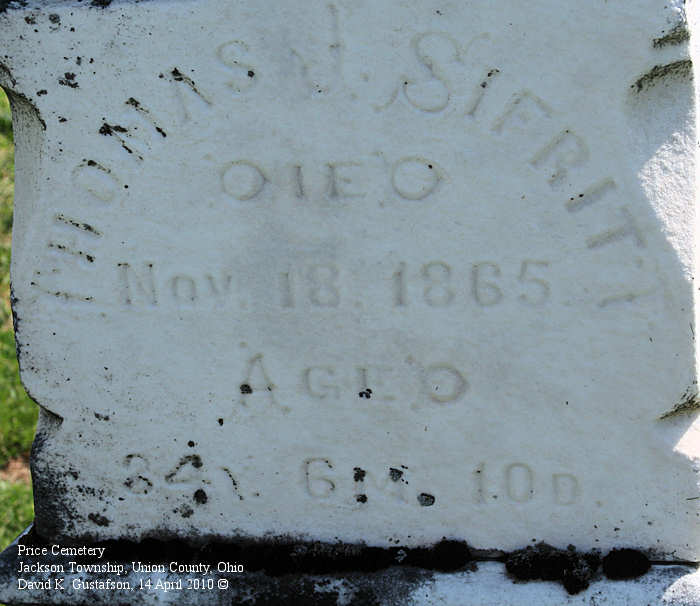 THOMAS J. SIFRITT
DIED
Nov. 18. 1865.
AGED
34Y. 6M. 10D.
Price Cemetery
Jackson Township, Union County, Ohio
David K. Gustafson, 14 April 2010 ©